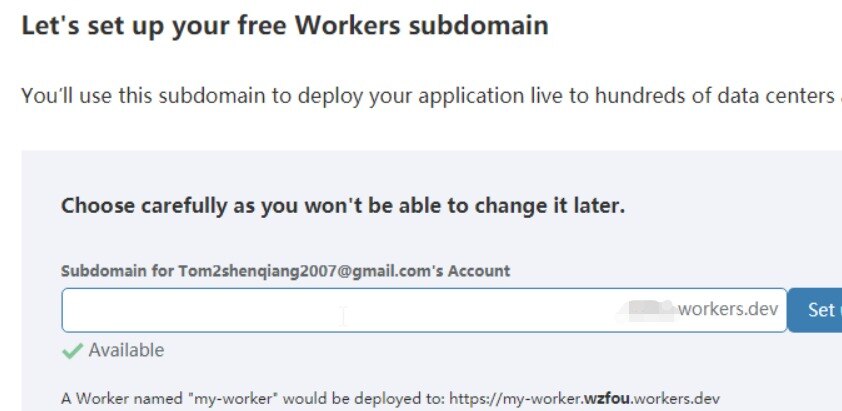 Let's set up your free Workers subdomain
You'll use this subdomain to deploy your application live to hundreds of data centers
Choose carefully as you won't be able to change it later.
Subdomain for Tom2shenqiang2007@gmail.com's Account
workers.dev
Set
Available
A Worker named "my-worker" would be deployed to: https://my-worker.wzfou.workers.dev